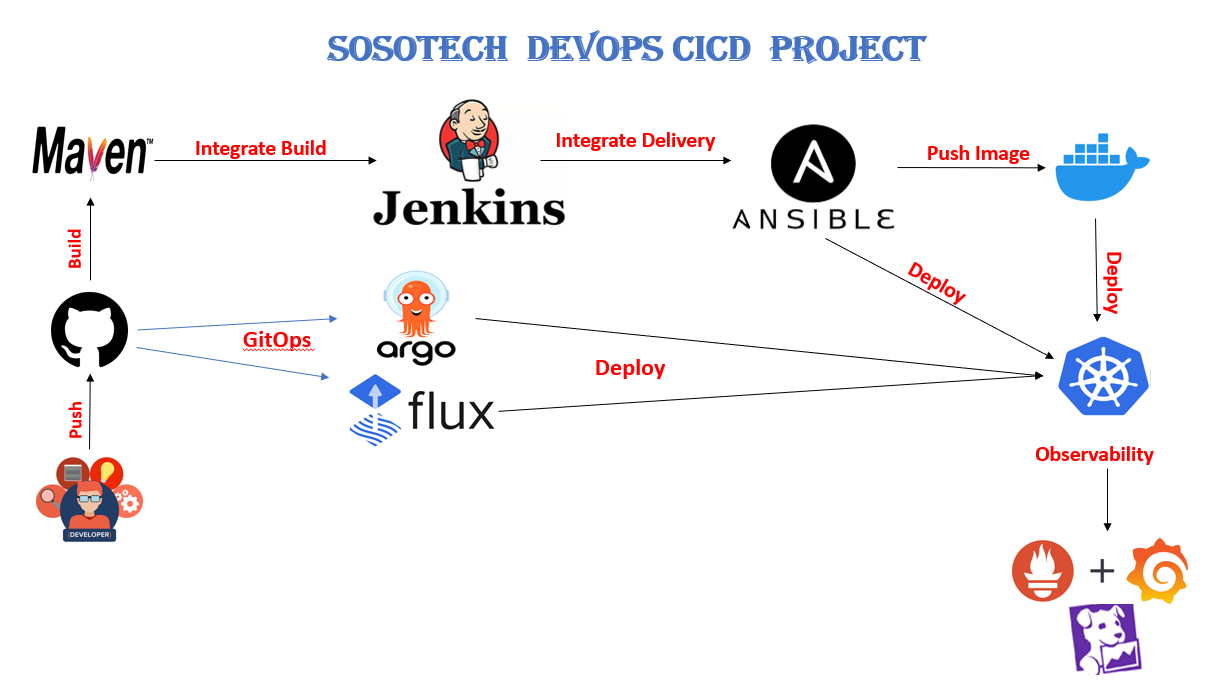 SOSOTECH DEVOPS CICD PROJECT
Maven™
Integrate Build
Jenkins
Integrate Delivery
A
ANSIBLE
Push Image
Build
Deploy
Deploy
argo
GitOps
Deploy
flux
Push
Observability
DEVELOPER
+